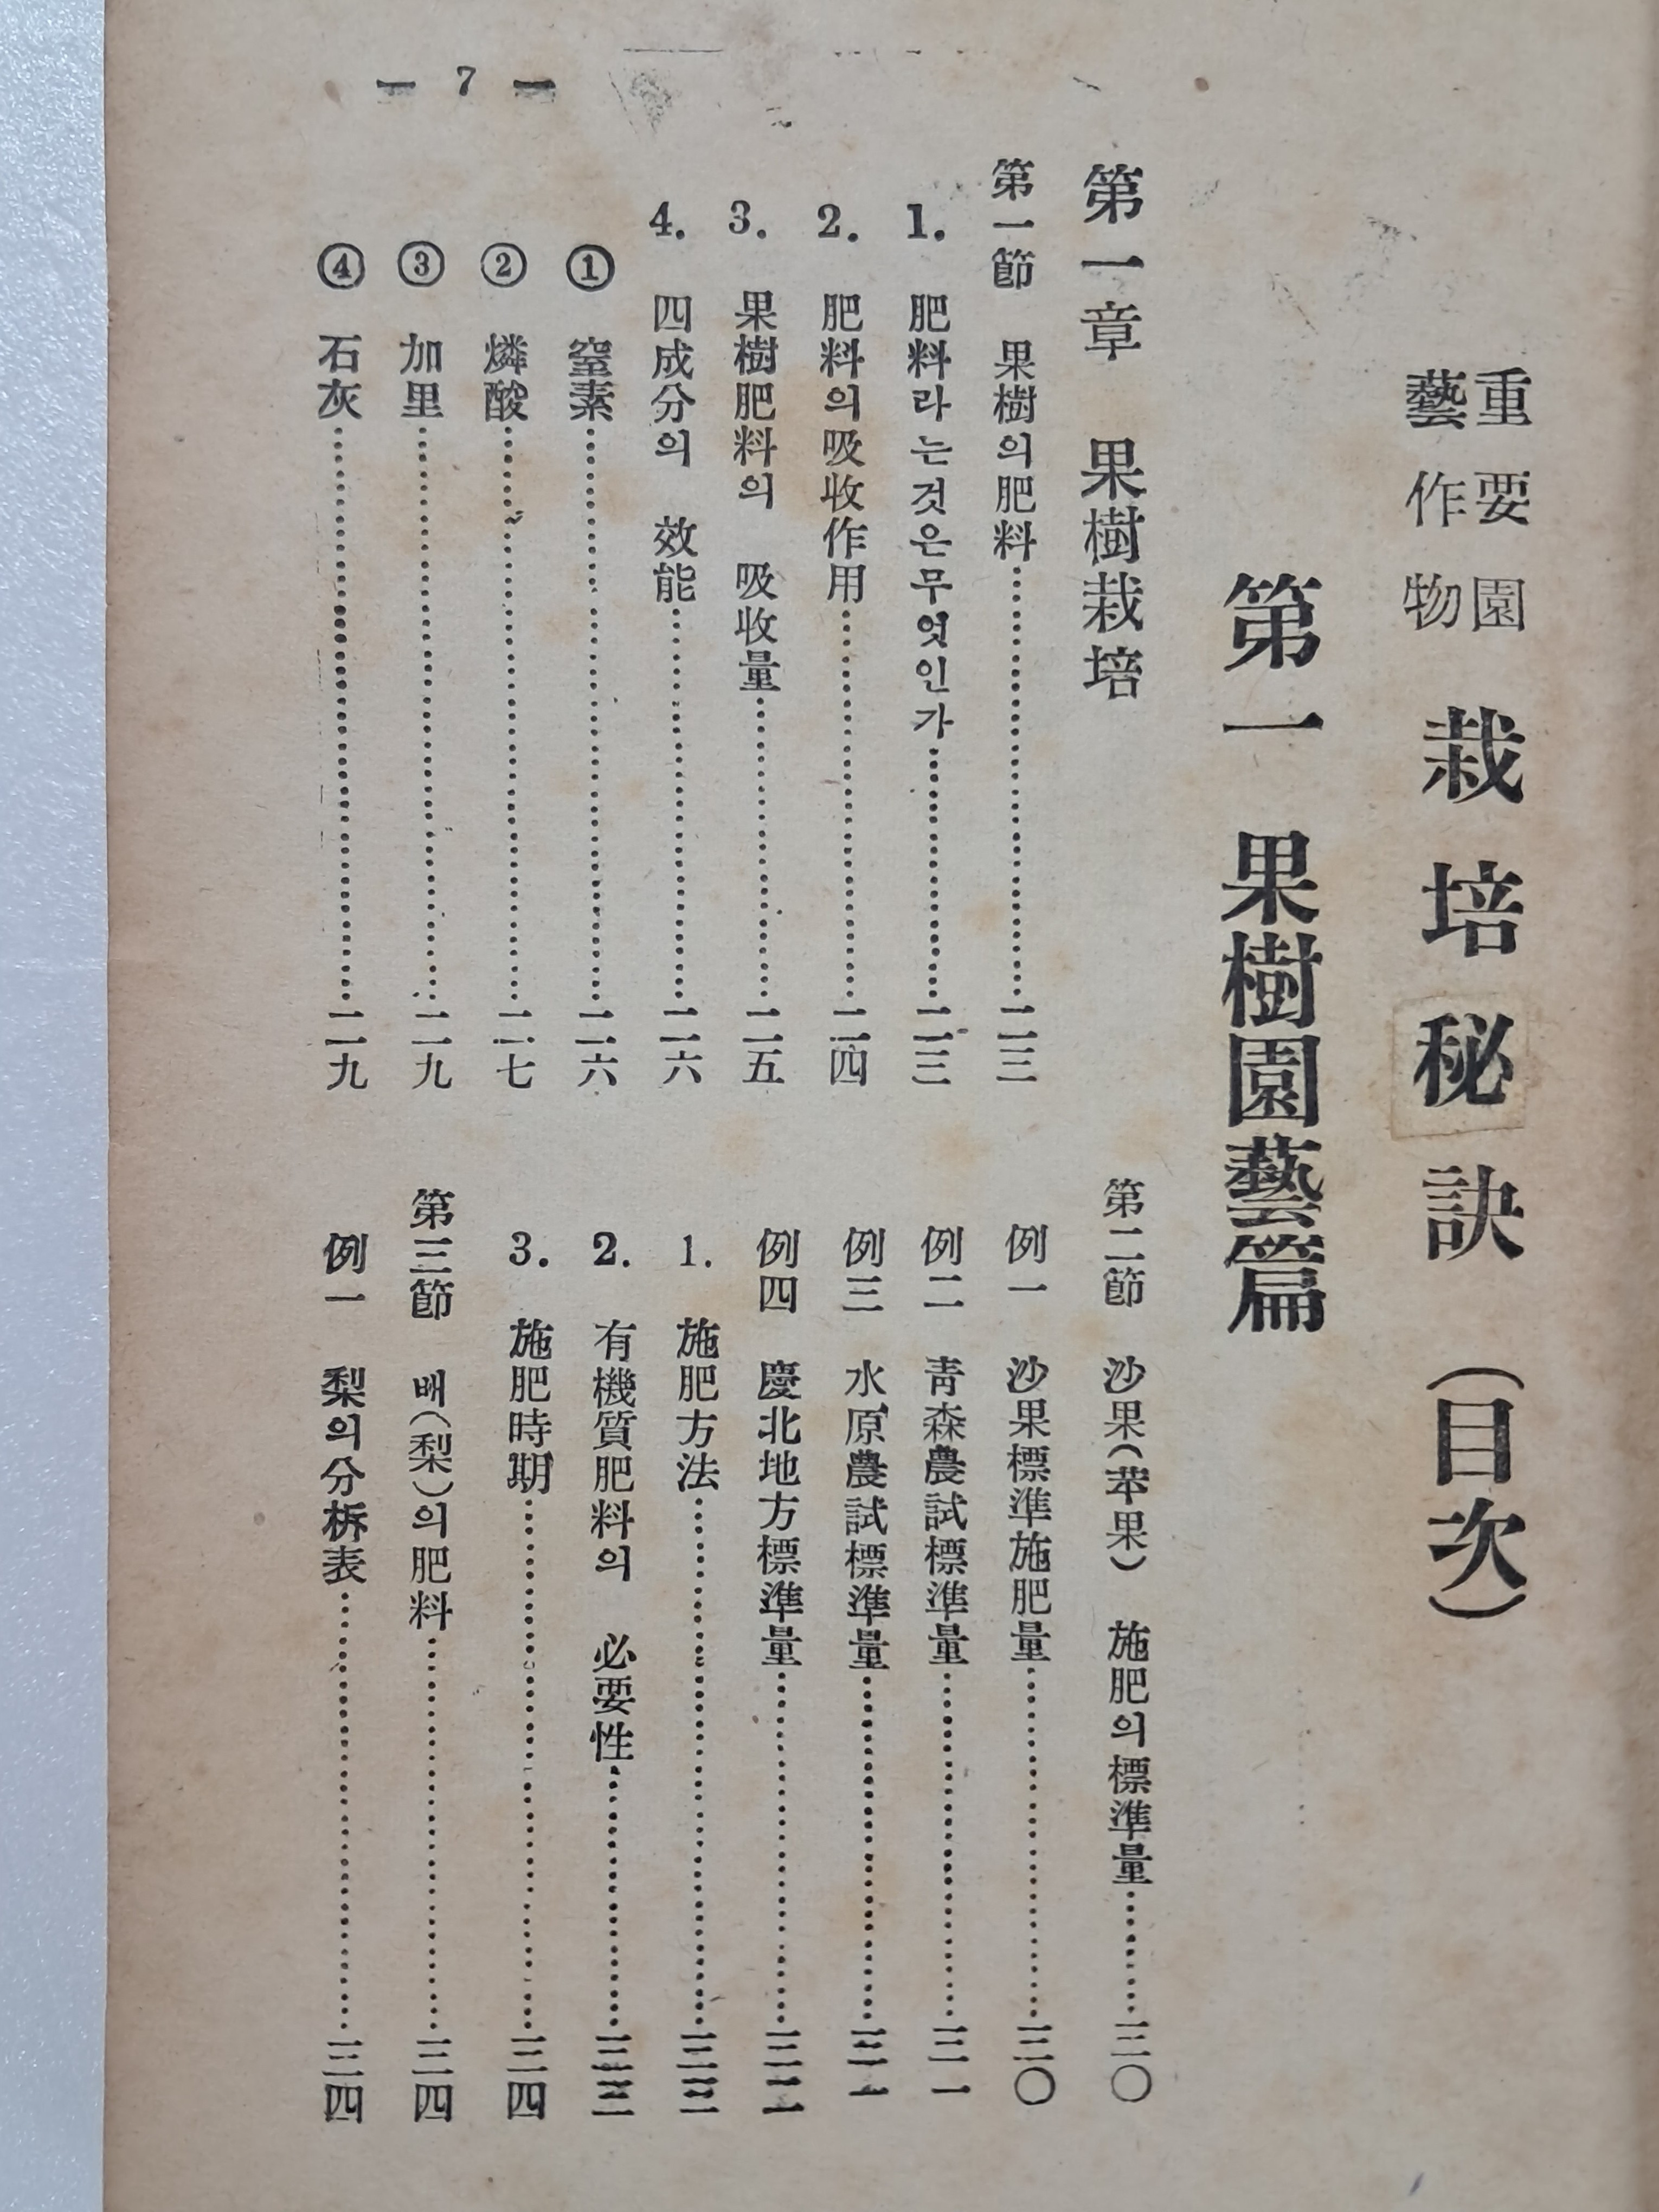 重要園藝作物 栽培秘訣 (目次)
第一 果樹園藝篇
第一章 果樹栽培
第一節 果樹의肥料……二三
1. 肥料라는것은무엇인가……二三
2. 肥料의吸收作用……二四
3. 果樹肥料의 吸收量……二五
4. 四成分의 效能……二六
① 窒素……二六
② 燐酸……二七
③ 加里……二九
④ 石灰……二九
第二節 沙果(苹果) 施肥의標準量……三〇
例一 沙果標準施肥量……三〇
例二 靑森農試標準量……三一
例三 水原農試標準量……三一
例四 慶北地方標準量……三二
1. 施肥方法……三三
2. 有機質肥料의 必要性……三三
3. 施肥時期……三四
第三節 배(梨)의肥料……三四
例一 梨의分柝表……三四
— 7 —